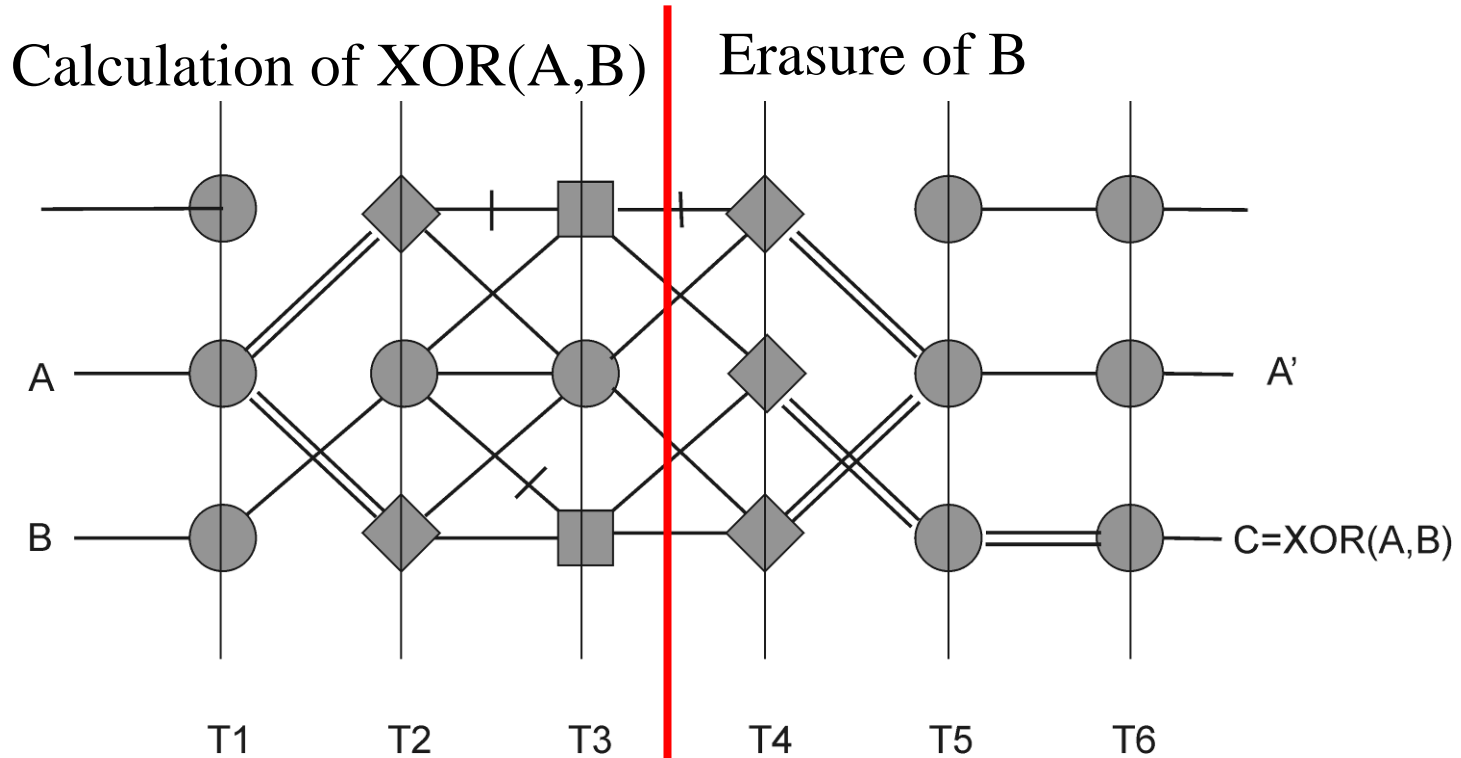 Calculation of XOR(A,B)
Erasure of B
A
A’
B
C=XOR(A,B)
T1
T2
T3
T4
T5
T6